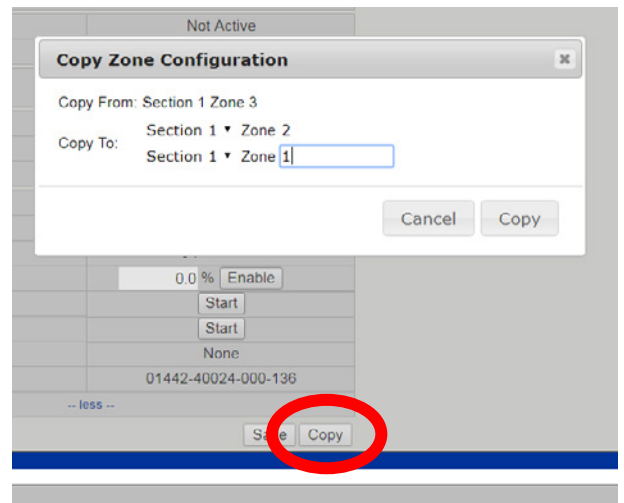 Not Active
Copy Zone Configuration
Copy From: Section 1 Zone 3
Copy To:
Section 1 Zone 2
Section 1 Zone 1
Cancel Copy
0.0 % Enable
Start
Start
None
01442-40024-000-136
-- less --
Save Copy